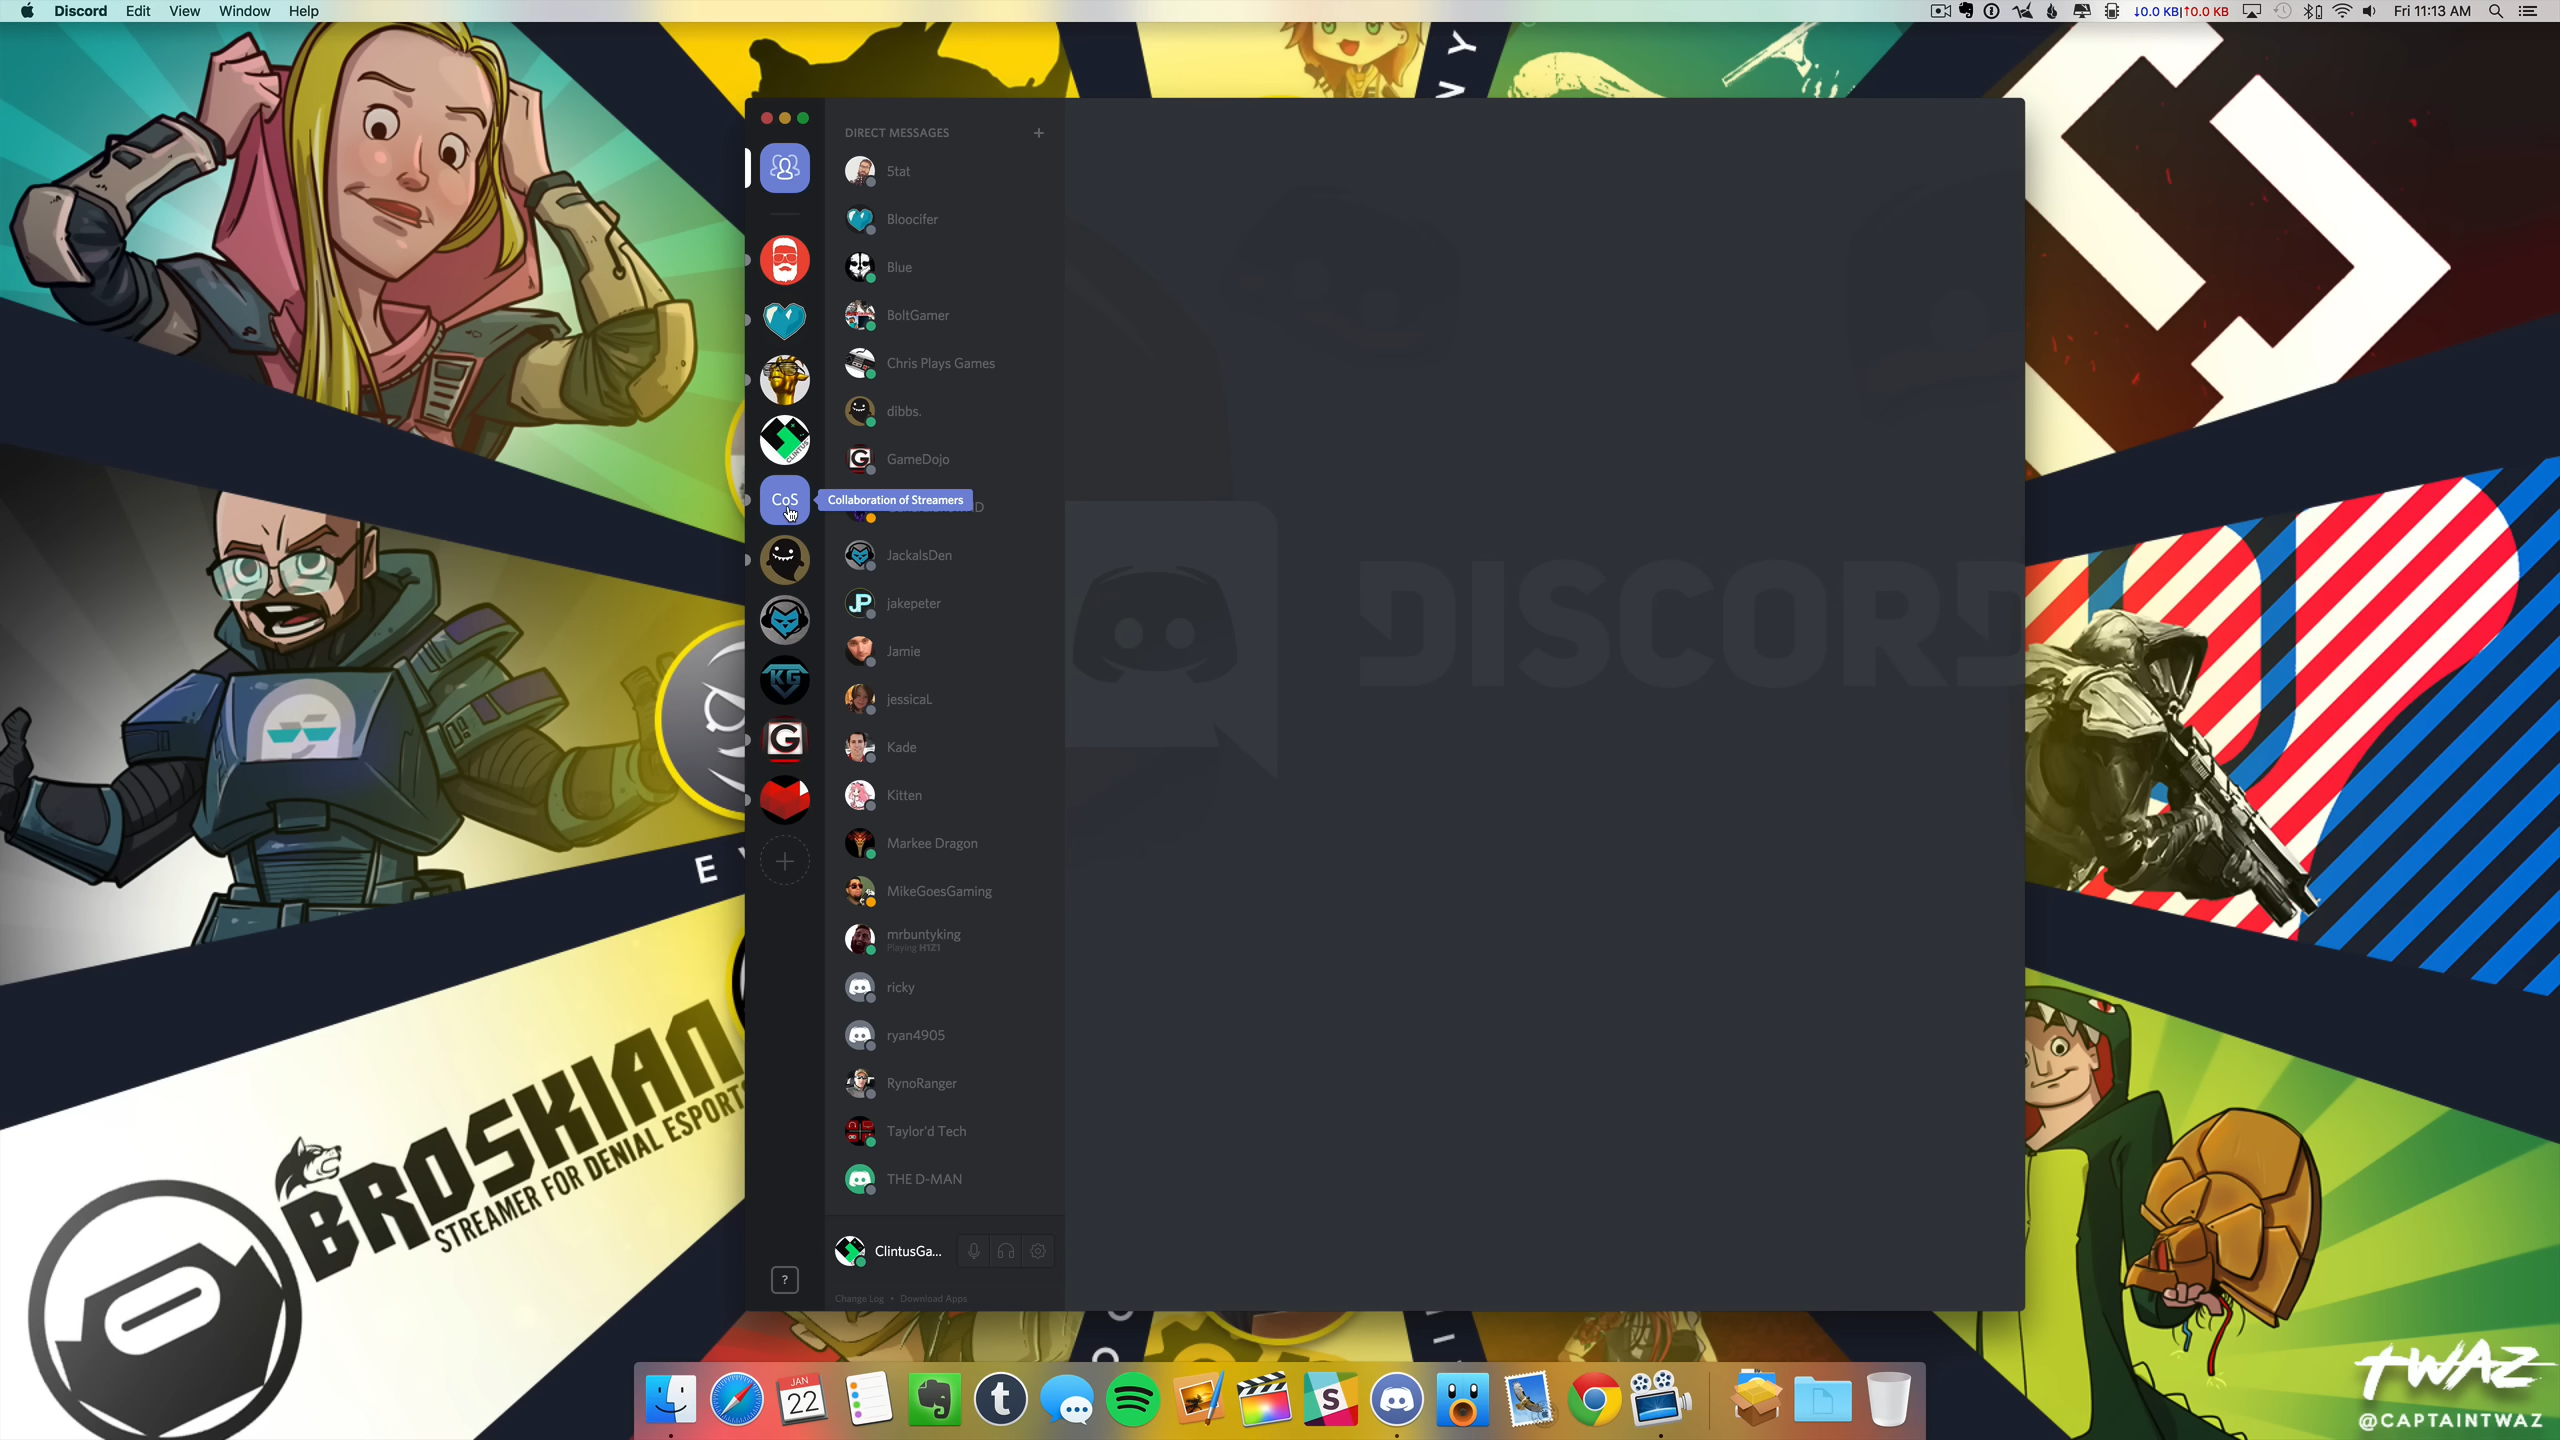 Discord Edit View Window Help
↓0.0 KB|↑0.0 KB Fri 11:13 AM
DIRECT MESSAGES +
5tat
Bloocifer
Blue
BoltGamer
Chris Plays Games
dibbs.
CLINTUS
GameDojo
CoS
Collaboration of Streamers
JackalsDen
JP
jakepeter
Jamie
KG
jessicaL
G
Kade
Kitten
Markee Dragon
MikeGoesGaming
mrbuntyking
Playing H1Z1
ricky
ryan4905
RynoRanger
Taylor'd Tech
THE D-MAN
ClintusGa...
?
Change Log • Download Apps
DISCORD
BROSKIAN
STREAMER FOR DENIAL ESPORTS
JAN
22
t
S
TWAZ
@CAPTAINTWAZ